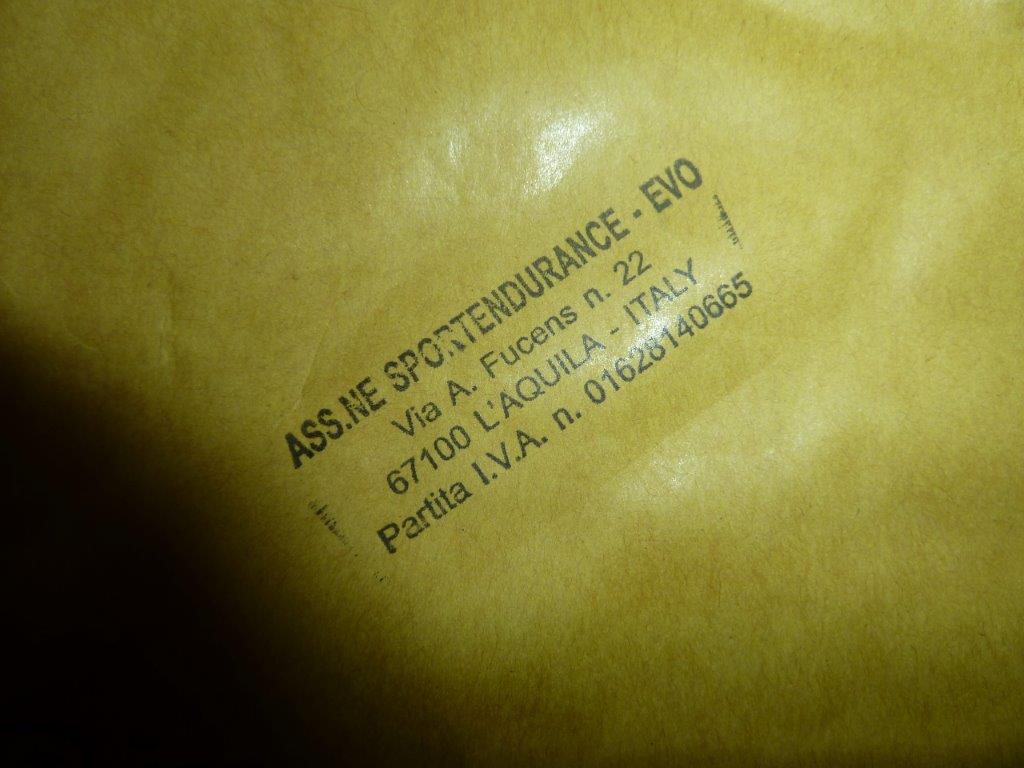 ASS.NE SPORTENDURANCE - EVO
Via A. Fucens n. 22
67100 L'AQUILA - ITALY
Partita I.V.A. n. 01628140665